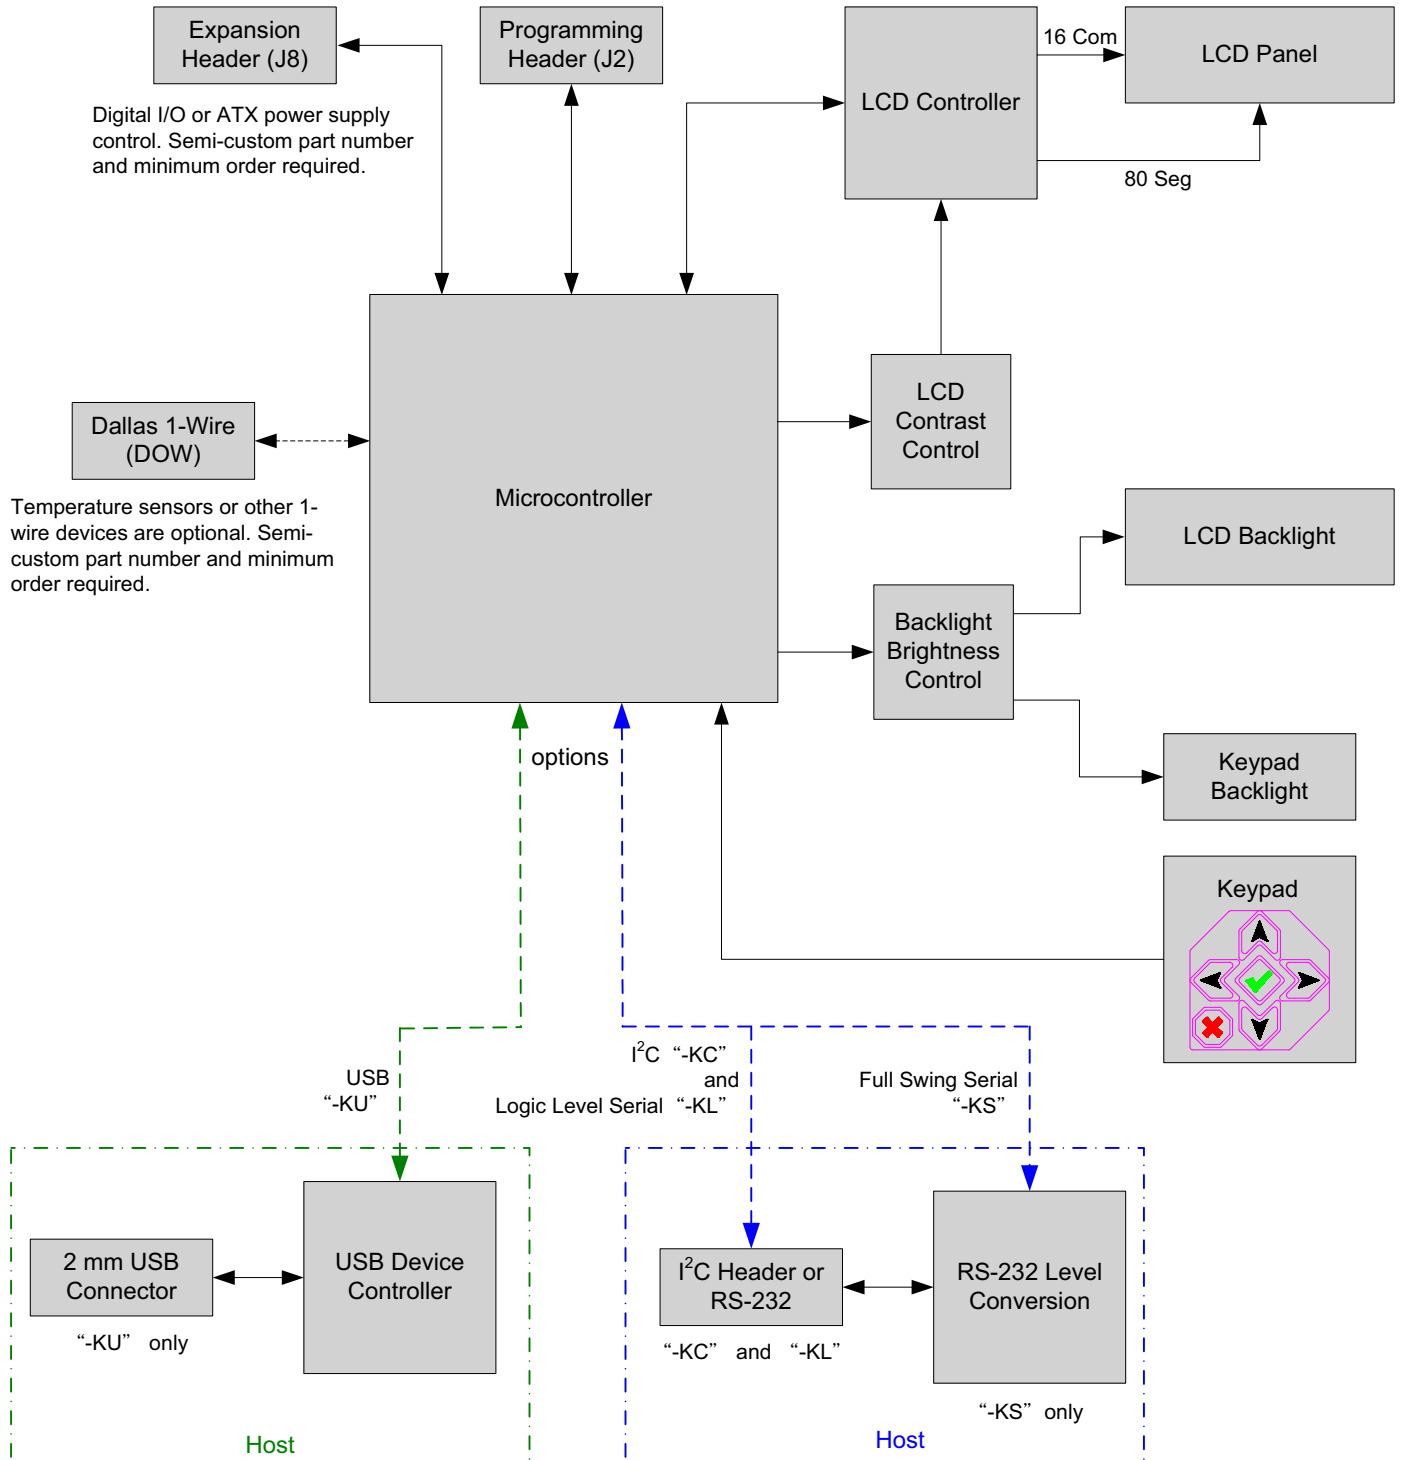 Expansion
Header (J8)
Programming
Header (J2)
LCD Controller
16 Com
LCD Panel
80 Seg
Digital I/O or ATX power supply
control. Semi-custom part number
and minimum order required.
Dallas 1-Wire
(DOW)
Temperature sensors or other 1-
wire devices are optional. Semi-
custom part number and minimum
order required.
Microcontroller
LCD
Contrast
Control
LCD Backlight
Backlight
Brightness
Control
Keypad
Backlight
options
Keypad
USB
“-KU”
I²C “-KC”
and
Logic Level Serial “-KL”
Full Swing Serial
“-KS”
2 mm USB
Connector
“-KU” only
USB Device
Controller
Host
I²C Header or
RS-232
“-KC” and “-KL”
RS-232 Level
Conversion
“-KS” only
Host